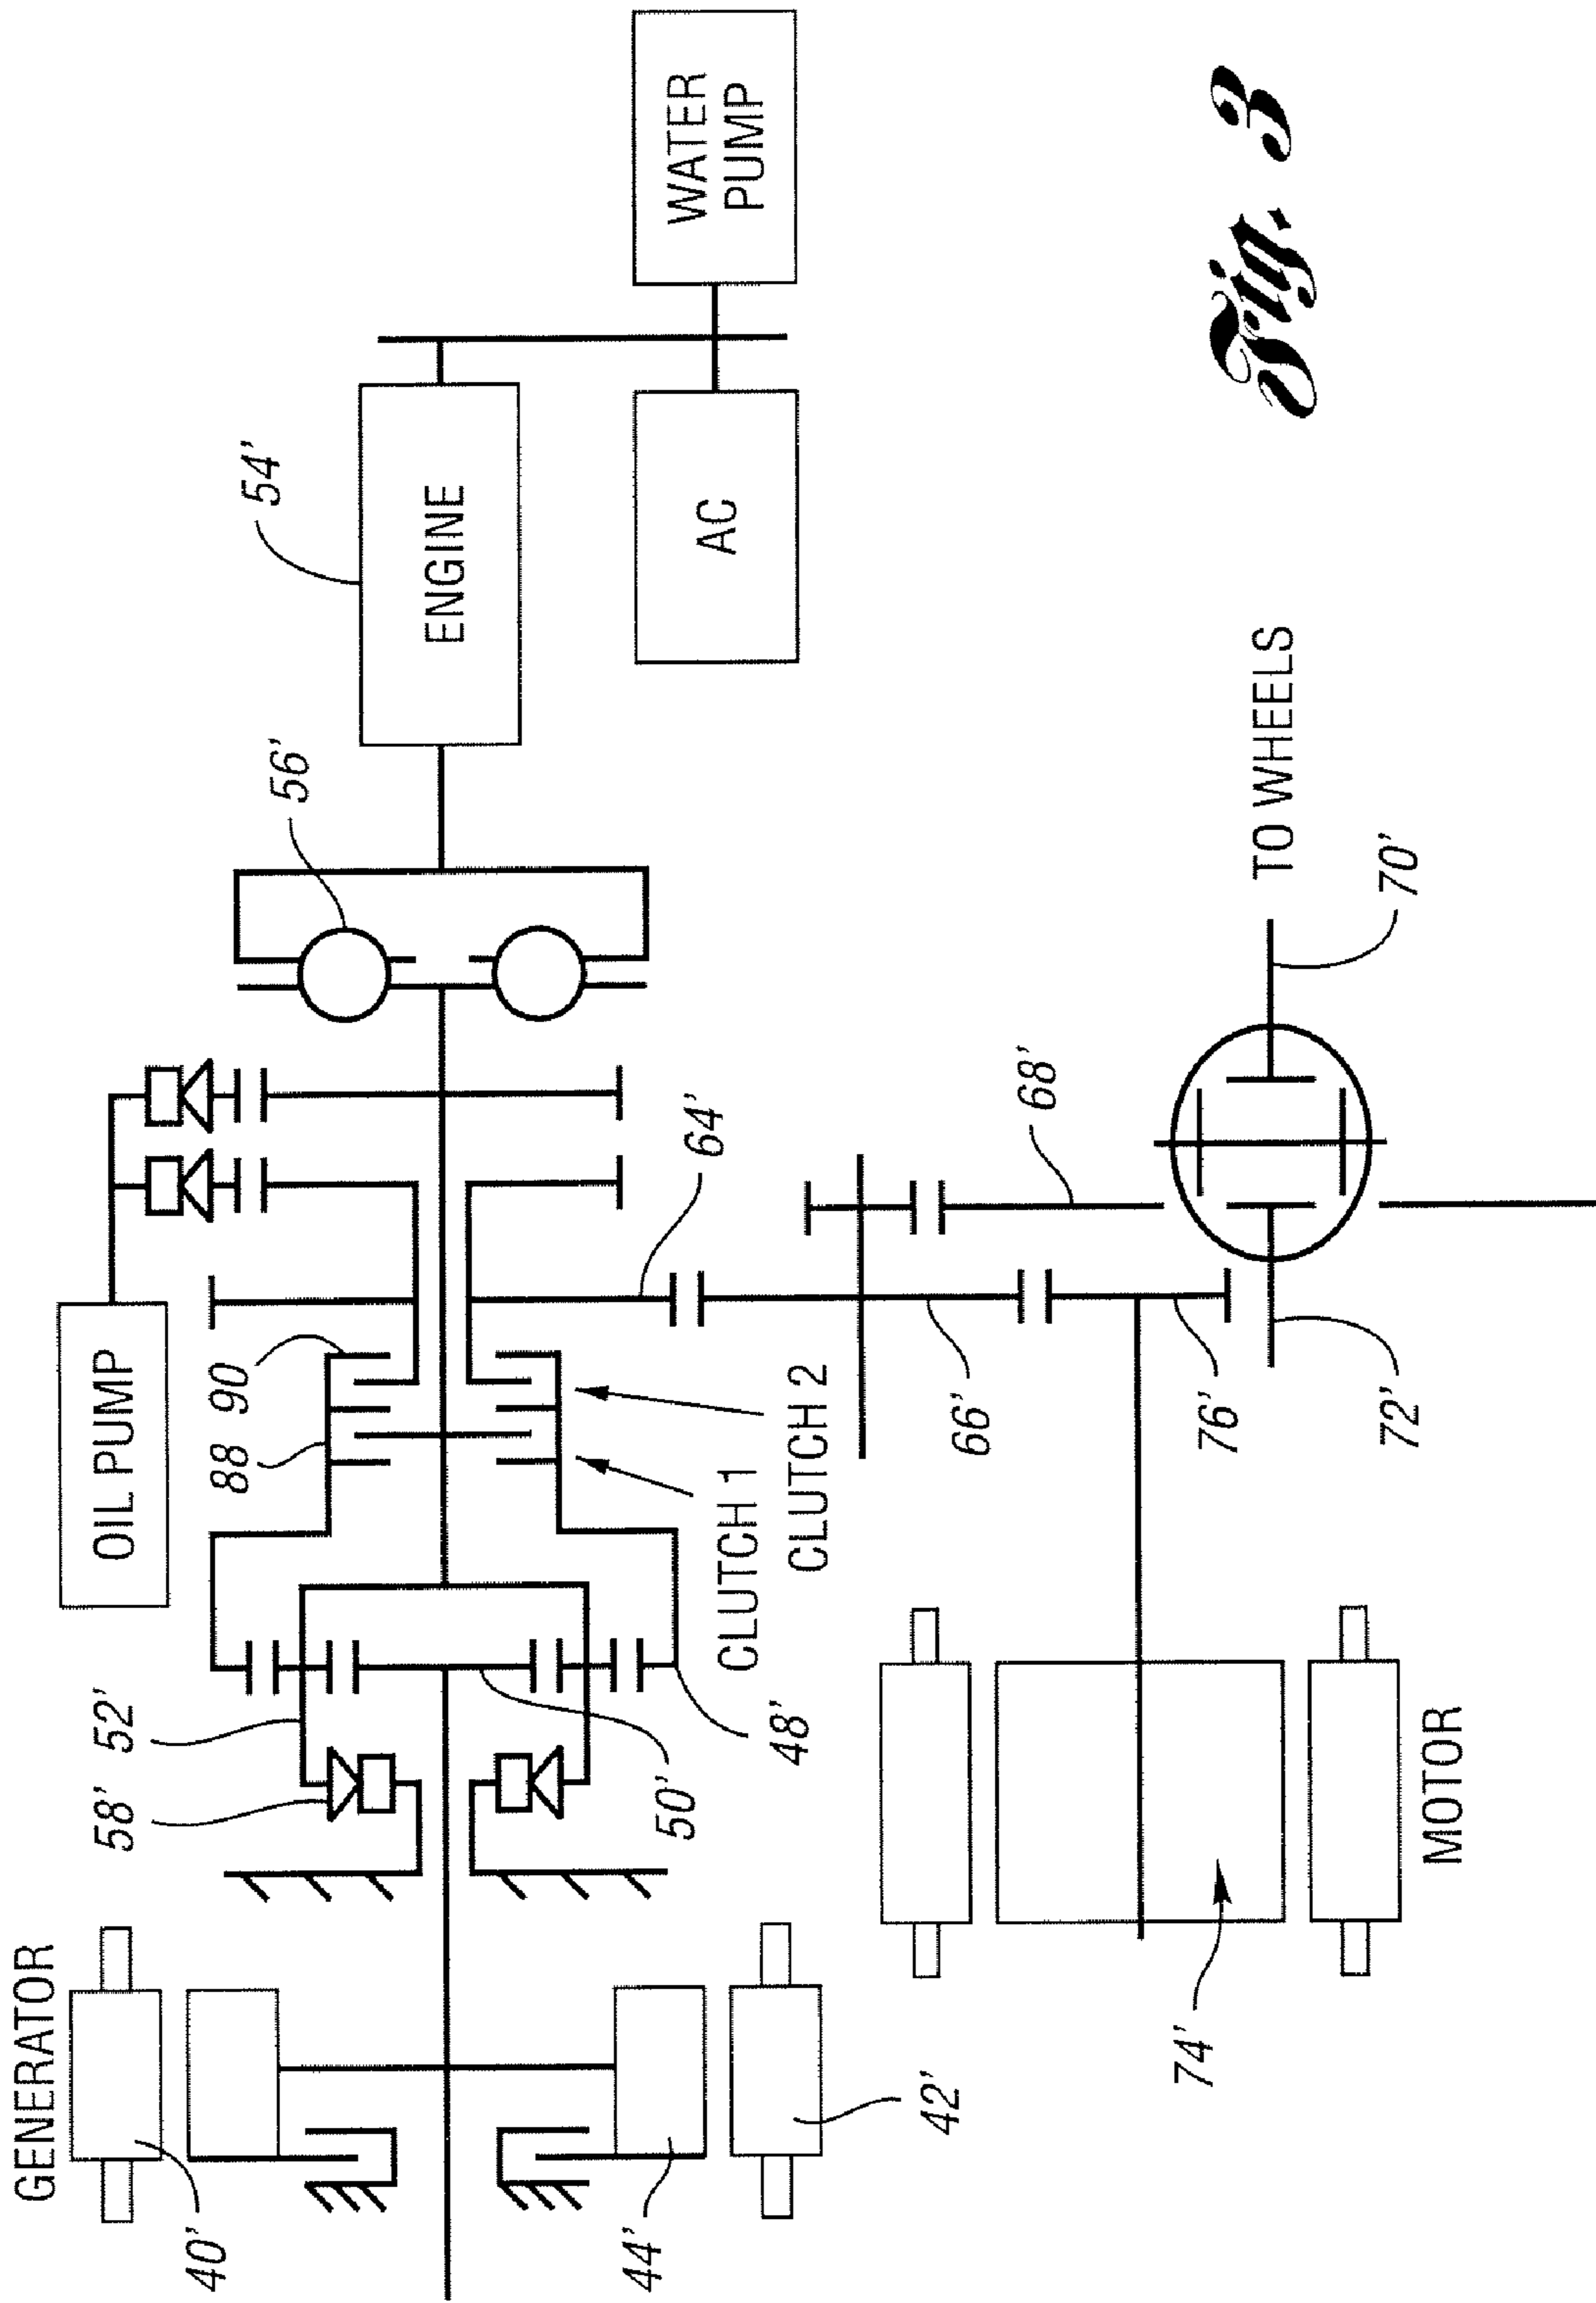 GENERATOR
40'
44'
42'
58'
52'
50'
48'
OIL PUMP
88
90
CLUTCH 1
CLUTCH 2
64'
66'
68'
56'
54'
ENGINE
AC
WATER
PUMP
MOTOR
74'
76'
72'
70'
TO WHEELS
Fig. 3